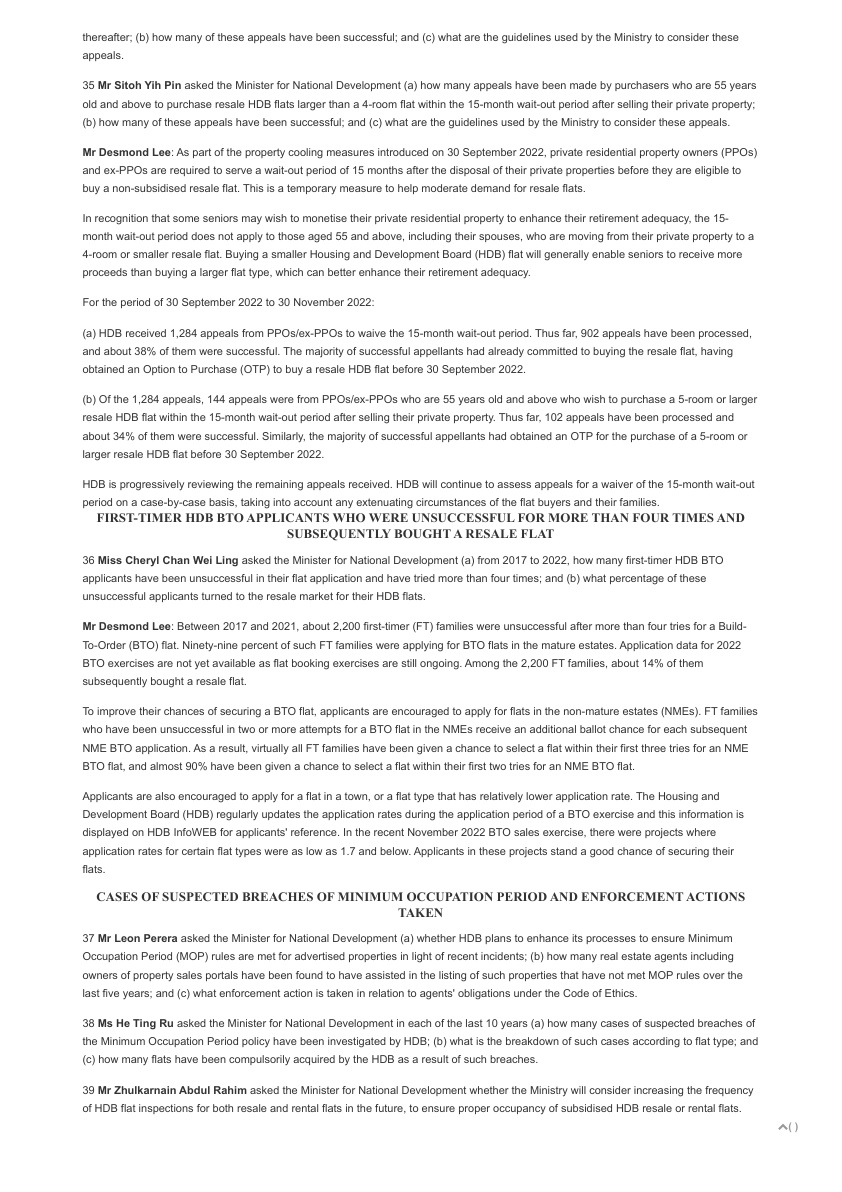 thereafter; (b) how many of these appeals have been successful; and (c) what are the guidelines used by the Ministry to consider these
appeals.
35 Mr Sitoh Yih Pin asked the Minister for National Development (a) how many appeals have been made by purchasers who are 55 years
old and above to purchase resale HDB flats larger than a 4-room flat within the 15-month wait-out period after selling their private property;
(b) how many of these appeals have been successful; and (c) what are the guidelines used by the Ministry to consider these appeals.
Mr Desmond Lee: As part of the property cooling measures introduced on 30 September 2022, private residential property owners (PPOs)
and ex-PPOs are required to serve a wait-out period of 15 months after the disposal of their private properties before they are eligible to
buy a non-subsidised resale flat. This is a temporary measure to help moderate demand for resale flats.
In recognition that some seniors may wish to monetise their private residential property to enhance their retirement adequacy, the 15-
month wait-out period does not apply to those aged 55 and above, including their spouses, who are moving from their private property to a
4-room or smaller resale flat. Buying a smaller Housing and Development Board (HDB) flat will generally enable seniors to receive more
proceeds than buying a larger flat type, which can better enhance their retirement adequacy.
For the period of 30 September 2022 to 30 November 2022:
(a) HDB received 1,284 appeals from PPOs/ex-PPOs to waive the 15-month wait-out period. Thus far, 902 appeals have been processed,
and about 38% of them were successful. The majority of successful appellants had already committed to buying the resale flat, having
obtained an Option to Purchase (OTP) to buy a resale HDB flat before 30 September 2022.
(b) Of the 1,284 appeals, 144 appeals were from PPOs/ex-PPOs who are 55 years old and above who wish to purchase a 5-room or larger
resale HDB flat within the 15-month wait-out period after selling their private property. Thus far, 102 appeals have been processed and
about 34% of them were successful. Similarly, the majority of successful appellants had obtained an OTP for the purchase of a 5-room or
larger resale HDB flat before 30 September 2022.
HDB is progressively reviewing the remaining appeals received. HDB will continue to assess appeals for a waiver of the 15-month wait-out
period on a case-by-case basis, taking into account any extenuating circumstances of the flat buyers and their families.
FIRST-TIMER HDB BTO APPLICANTS WHO WERE UNSUCCESSFUL FOR MORE THAN FOUR TIMES AND
SUBSEQUENTLY BOUGHT A RESALE FLAT
36 Miss Cheryl Chan Wei Ling asked the Minister for National Development (a) from 2017 to 2022, how many first-timer HDB BTO
applicants have been unsuccessful in their flat application and have tried more than four times; and (b) what percentage of these
unsuccessful applicants turned to the resale market for their HDB flats.
Mr Desmond Lee: Between 2017 and 2021, about 2,200 first-timer (FT) families were unsuccessful after more than four tries for a Build-
To-Order (BTO) flat. Ninety-nine percent of such FT families were applying for BTO flats in the mature estates. Application data for 2022
BTO exercises are not yet available as flat booking exercises are still ongoing. Among the 2,200 FT families, about 14% of them
subsequently bought a resale flat.
To improve their chances of securing a BTO flat, applicants are encouraged to apply for flats in the non-mature estates (NMEs). FT families
who have been unsuccessful in two or more attempts for a BTO flat in the NMEs receive an additional ballot chance for each subsequent
NME BTO application. As a result, virtually all FT families have been given a chance to select a flat within their first three tries for an NME
BTO flat, and almost 90% have been given a chance to select a flat within their first two tries for an NME BTO flat.
Applicants are also encouraged to apply for a flat in a town, or a flat type that has relatively lower application rate. The Housing and
Development Board (HDB) regularly updates the application rates during the application period of a BTO exercise and this information is
displayed on HDB InfoWEB for applicants' reference. In the recent November 2022 BTO sales exercise, there were projects where
application rates for certain flat types were as low as 1.7 and below. Applicants in these projects stand a good chance of securing their
flats.
CASES OF SUSPECTED BREACHES OF MINIMUM OCCUPATION PERIOD AND ENFORCEMENT ACTIONS
TAKEN
37 Mr Leon Perera asked the Minister for National Development (a) whether HDB plans to enhance its processes to ensure Minimum
Occupation Period (MOP) rules are met for advertised properties in light of recent incidents; (b) how many real estate agents including
owners of property sales portals have been found to have assisted in the listing of such properties that have not met MOP rules over the
last five years; and (c) what enforcement action is taken in relation to agents' obligations under the Code of Ethics.
38 Ms He Ting Ru asked the Minister for National Development in each of the last 10 years (a) how many cases of suspected breaches of
the Minimum Occupation Period policy have been investigated by HDB; (b) what is the breakdown of such cases according to flat type; and
(c) how many flats have been compulsorily acquired by the HDB as a result of such breaches.
39 Mr Zhulkarnain Abdul Rahim asked the Minister for National Development whether the Ministry will consider increasing the frequency
of HDB flat inspections for both resale and rental flats in the future, to ensure proper occupancy of subsidised HDB resale or rental flats.
( )